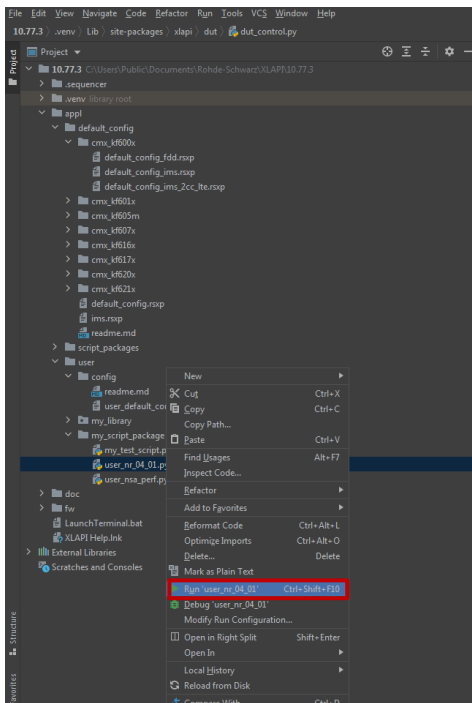 File Edit View Navigate Code Refactor Run Tools VCS Window Help
10.77.3 .venv Lib site-packages xlapi dut dut_control.py
Project
Project
10.77.3 C:\Users\Public\Documents\Rohde-Schwarz\XLAPI\10.77.3
.sequencer
.venv library root
appl
default_config
cmx_kf600x
default_config_fdd.rsxp
default_config_ims.rsxp
default_config_ims_2cc_lte.rsxp
cmx_kf601x
cmx_kf605m
cmx_kf607x
cmx_kf616x
cmx_kf617x
cmx_kf620x
cmx_kf621x
default_config.rsxp
ims.rsxp
readme.md
script_packages
user
config
readme.md
user_default_co
my_library
my_script_package
my_test_script.p
user_nr_04_01.py
user_nsa_perf.py
doc
fw
LaunchTerminal.bat
XLAPI Help.lnk
External Libraries
Scratches and Consoles
New
Cut Ctrl+X
Copy Ctrl+C
Copy Path...
Paste Ctrl+V
Find Usages Alt+F7
Inspect Code...
Refactor
Add to Favorites
Reformat Code Ctrl+Alt+L
Optimize Imports Ctrl+Alt+O
Delete... Delete
Mark as Plain Text
Run 'user_nr_04_01' Ctrl+Shift+F10
Debug 'user_nr_04_01'
Modify Run Configuration...
Open in Right Split Shift+Enter
Open In
Local History
Reload from Disk
Compare With... Ctrl+D
Structure
avorites